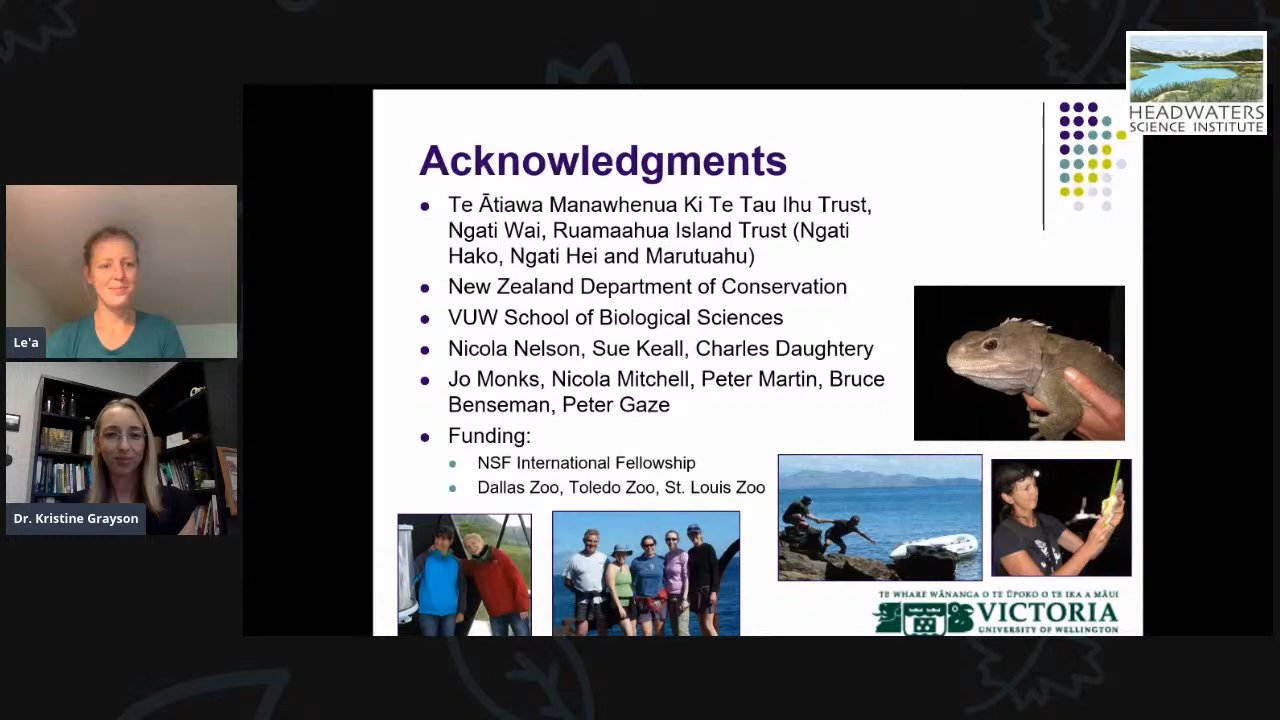 HEADWATERS
SCIENCE INSTITUTE
Acknowledgments
Te Ātiawa Manawhenua Ki Te Tau Ihu Trust,
Ngati Wai, Ruamaahua Island Trust (Ngati
Hako, Ngati Hei and Marutuahu)
New Zealand Department of Conservation
VUW School of Biological Sciences
Nicola Nelson, Sue Keall, Charles Daughtery
Jo Monks, Nicola Mitchell, Peter Martin, Bruce
Benseman, Peter Gaze
Funding:
NSF International Fellowship
Dallas Zoo, Toledo Zoo, St. Louis Zoo
Le'a
Dr. Kristine Grayson
TE WHARE WĀNANGA O TE ŪPOKO O TE IKA A MĀUI
VICTORIA
UNIVERSITY OF WELLINGTON